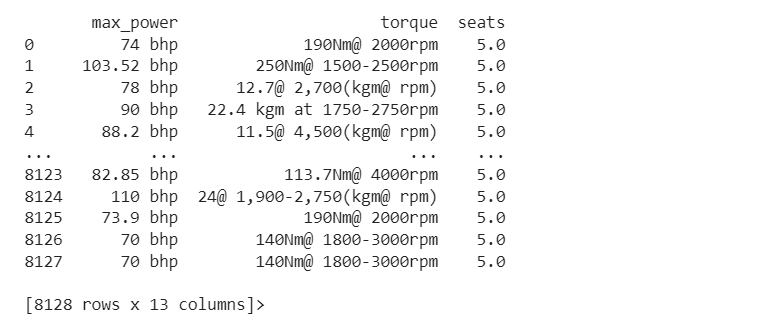 max_power torque seats
0 74 bhp 190Nm@ 2000rpm 5.0
1 103.52 bhp 250Nm@ 1500-2500rpm 5.0
2 78 bhp 12.7@ 2,700(kgm@ rpm) 5.0
3 90 bhp 22.4 kgm at 1750-2750rpm 5.0
4 88.2 bhp 11.5@ 4,500(kgm@ rpm) 5.0
... ... ... ...
8123 82.85 bhp 113.7Nm@ 4000rpm 5.0
8124 110 bhp 24@ 1,900-2,750(kgm@ rpm) 5.0
8125 73.9 bhp 190Nm@ 2000rpm 5.0
8126 70 bhp 140Nm@ 1800-3000rpm 5.0
8127 70 bhp 140Nm@ 1800-3000rpm 5.0
[8128 rows x 13 columns]>